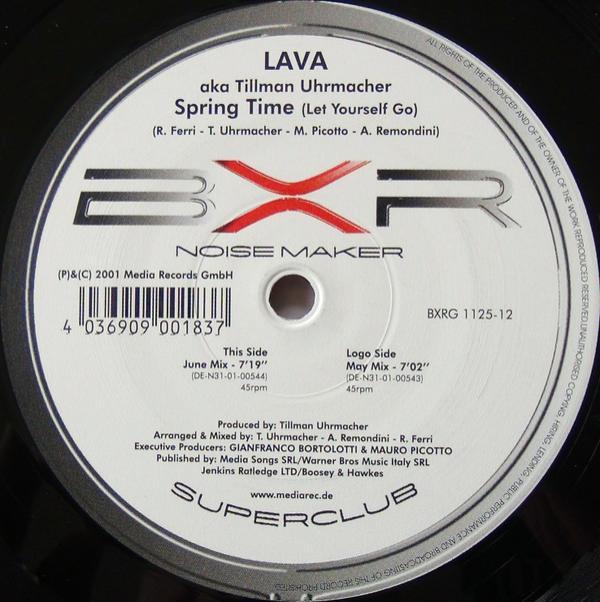 LAVA
aka Tillman Uhrmacher
Spring Time (Let Yourself Go)
(R. Ferri - T. Uhrmacher - M. Picotto - A. Remondini)
BXR
NOISE MAKER
(P)&(C) 2001 Media Records GmbH
4 036909 001837
BXRG 1125-12
This Side
June Mix - 7'19''
(DE-N31-01-00544)
45rpm
Logo Side
May Mix - 7'02''
(DE-N31-01-00543)
45rpm
Produced by: Tillman Uhrmacher
Arranged & Mixed by: T. Uhrmacher - A. Remondini - R. Ferri
Executive Producers: GIANFRANCO BORTOLOTTI & MAURO PICOTTO
Published by: Media Songs SRL/Warner Bros Music Italy SRL
Jenkins Ratledge LTD/Boosey & Hawkes
www.mediarec.de
SUPERCLUB
ALL RIGHTS OF THE PRODUCER AND OF THE OWNER OF THE WORK REPRODUCED.UNAUTHORISED COPYING, HIRING, LENDING, PUBLIC PERFORMANCE AND BROADCASTING OF THIS RECORD PROHIBITED